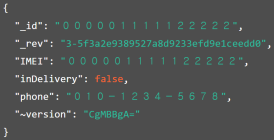 {
"_id": "０００００１１１１１２２２２２",
"_rev": "3-5f3a2e9389527a8d9233efd9e1ceedd0",
"IMEI": "０００００１１１１１２２２２２",
"inDelivery": false,
"phone": "０１０－１２３４－５６７８",
"~version": "CgMBBgA="
}